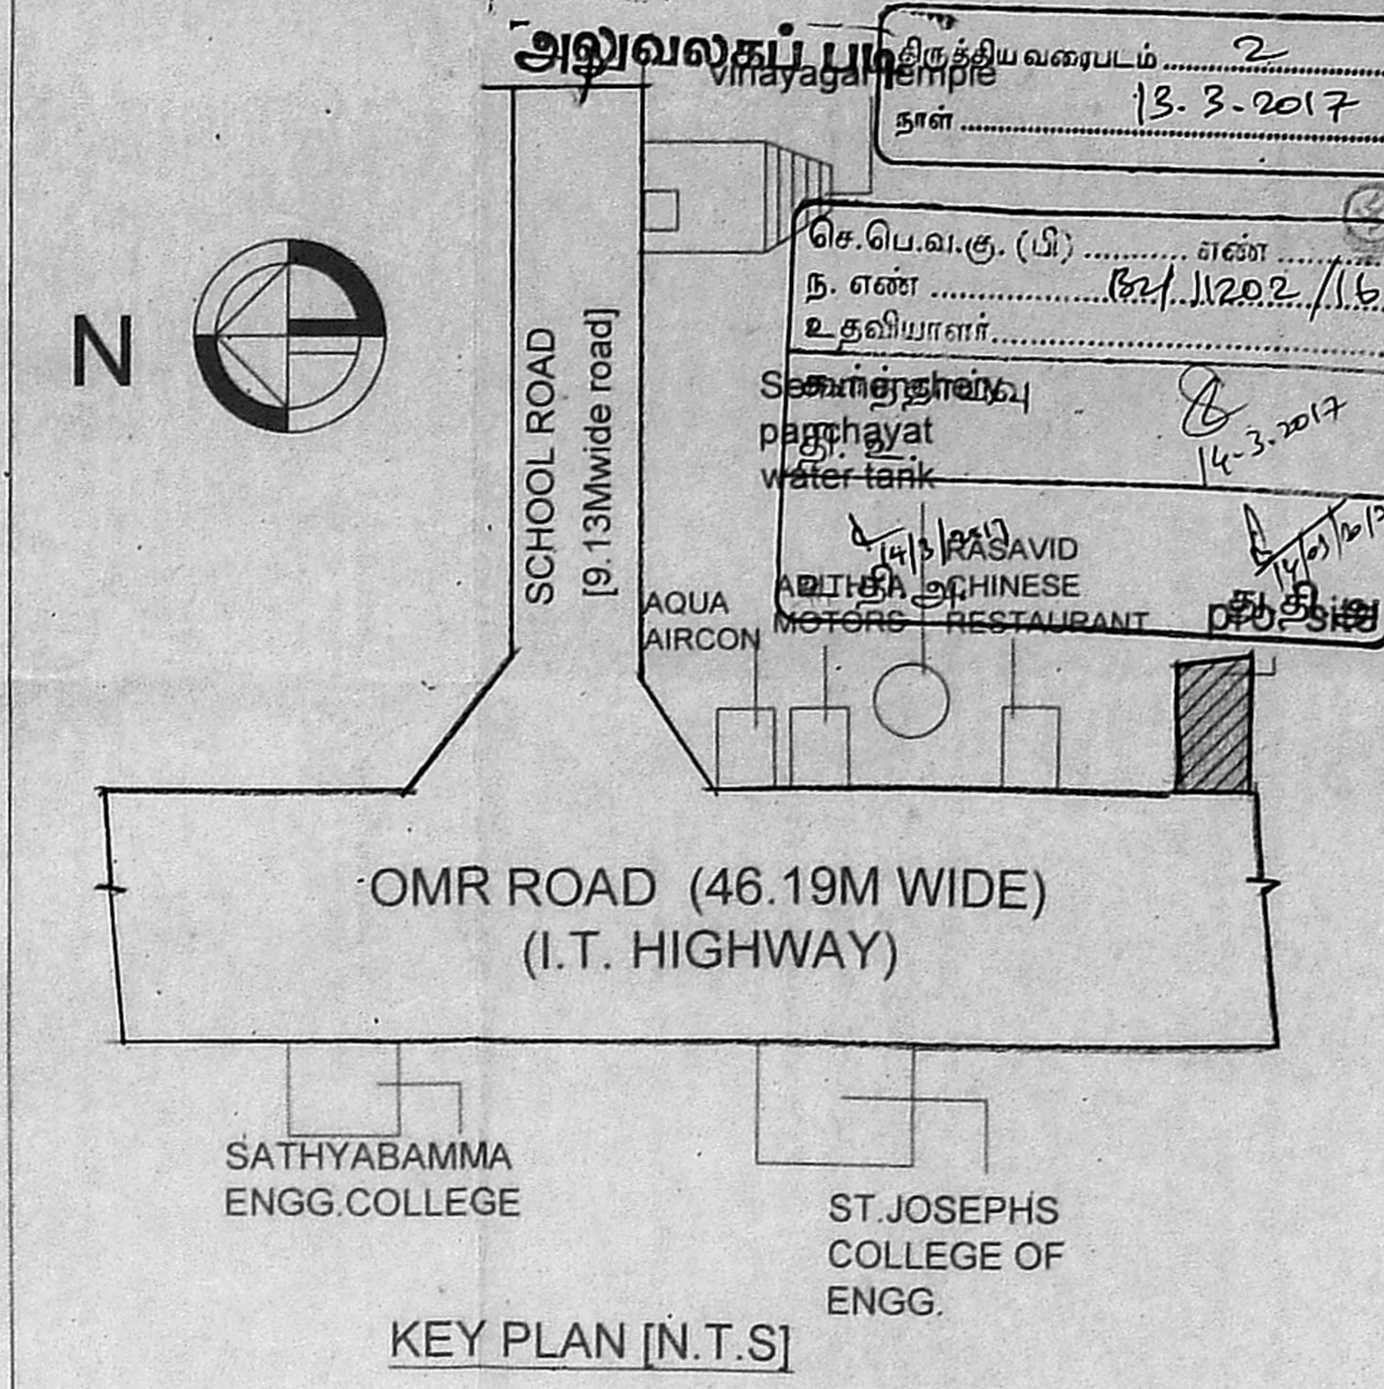 அலுவலகப் படி
vinayagar temple
திருத்திய வரைபடம் 2
நாள் 13.3.2017
செ.பெ.வ.கு. (பி) எண்
ந. எண் 11202/16
உதவியாளர்
N
SCHOOL ROAD
[9.13Mwide road]
panchayat
water tank
14-3-2017
AQUA
AIRCON
ADITHYA
MOTORS
RASAVID
CHINESE
RESTAURANT
pro. site
OMR ROAD (46.19M WIDE)
(I.T. HIGHWAY)
SATHYABAMMA
ENGG.COLLEGE
ST.JOSEPHS
COLLEGE OF
ENGG.
KEY PLAN [N.T.S]